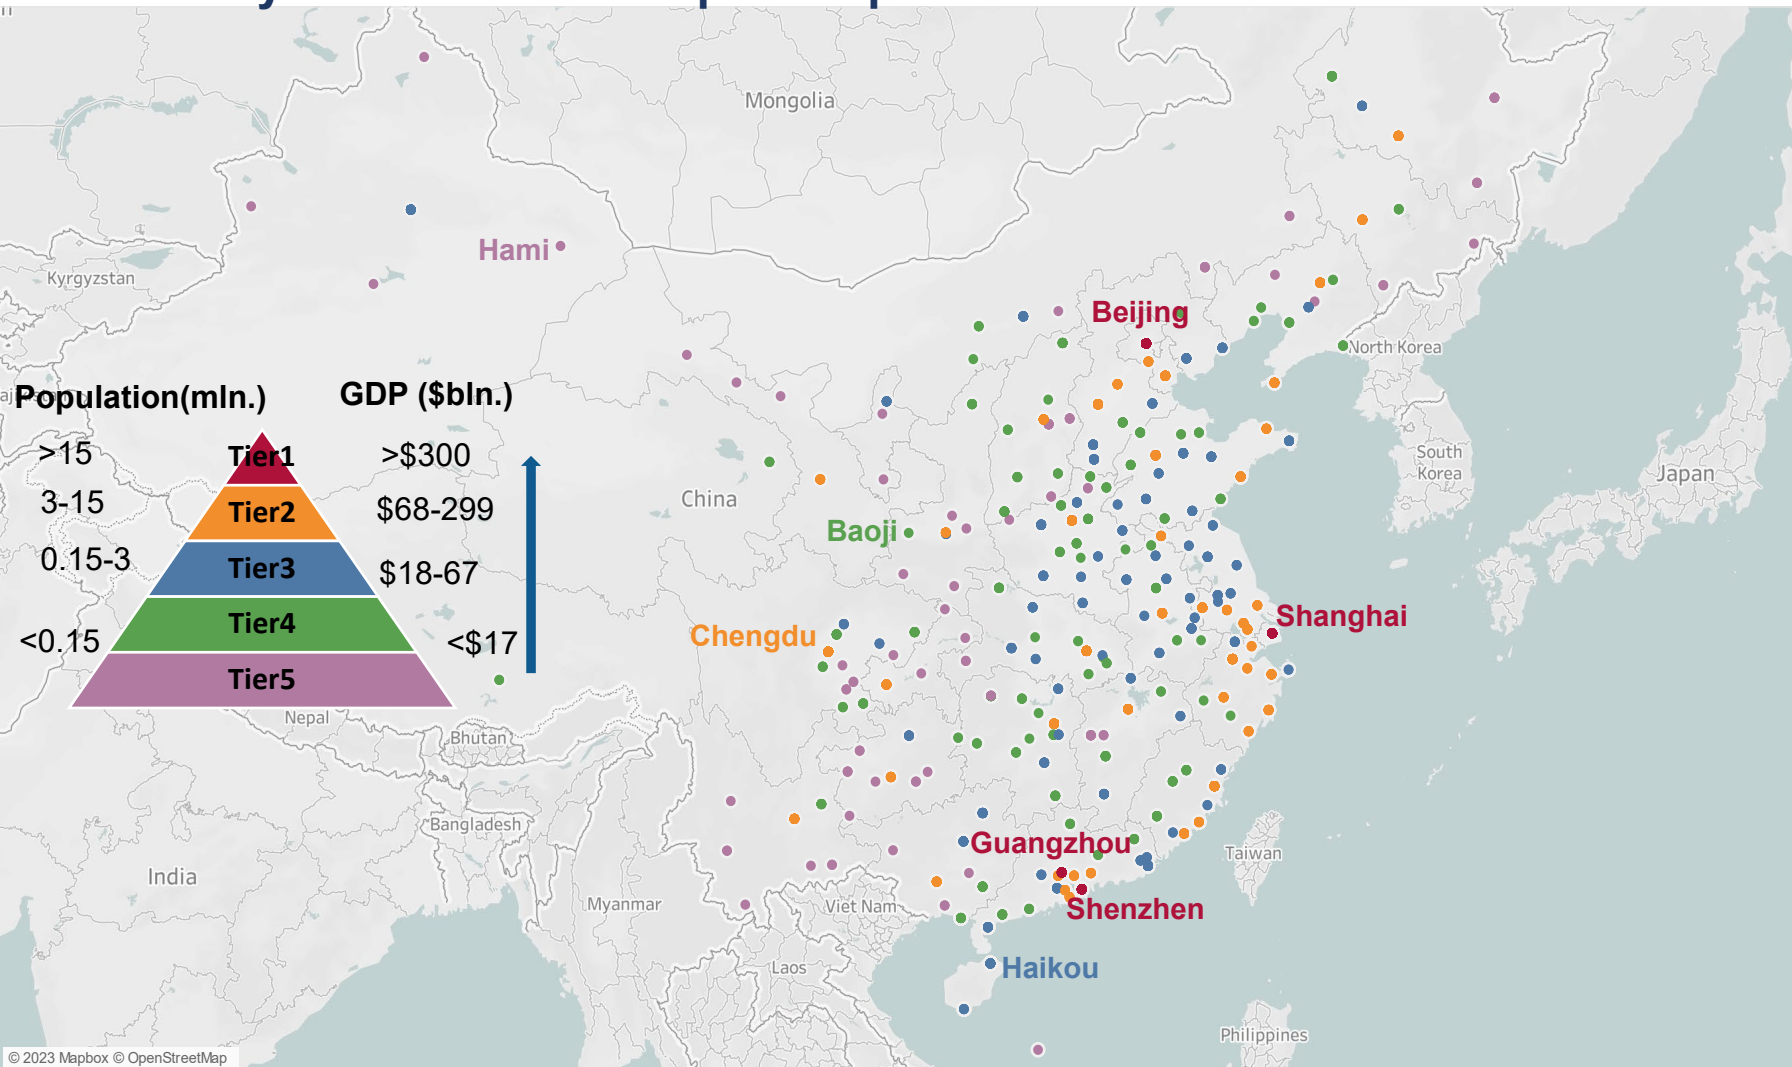 Mongolia
Kyrgyzstan
Hami
Beijing
North Korea
Population(mln.)
GDP ($bln.)
>15
Tier1
>$300
South
Korea
Japan
China
3-15
Tier2
$68-299
Baoji
0.15-3
Tier3
$18-67
Shanghai
Chengdu
<0.15
Tier4
<$17
Tier5
Nepal
Bhutan
Bangladesh
Guangzhou
Taiwan
India
Myanmar
Viet Nam
Shenzhen
Laos
Haikou
Philippines
© 2023 Mapbox © OpenStreetMap